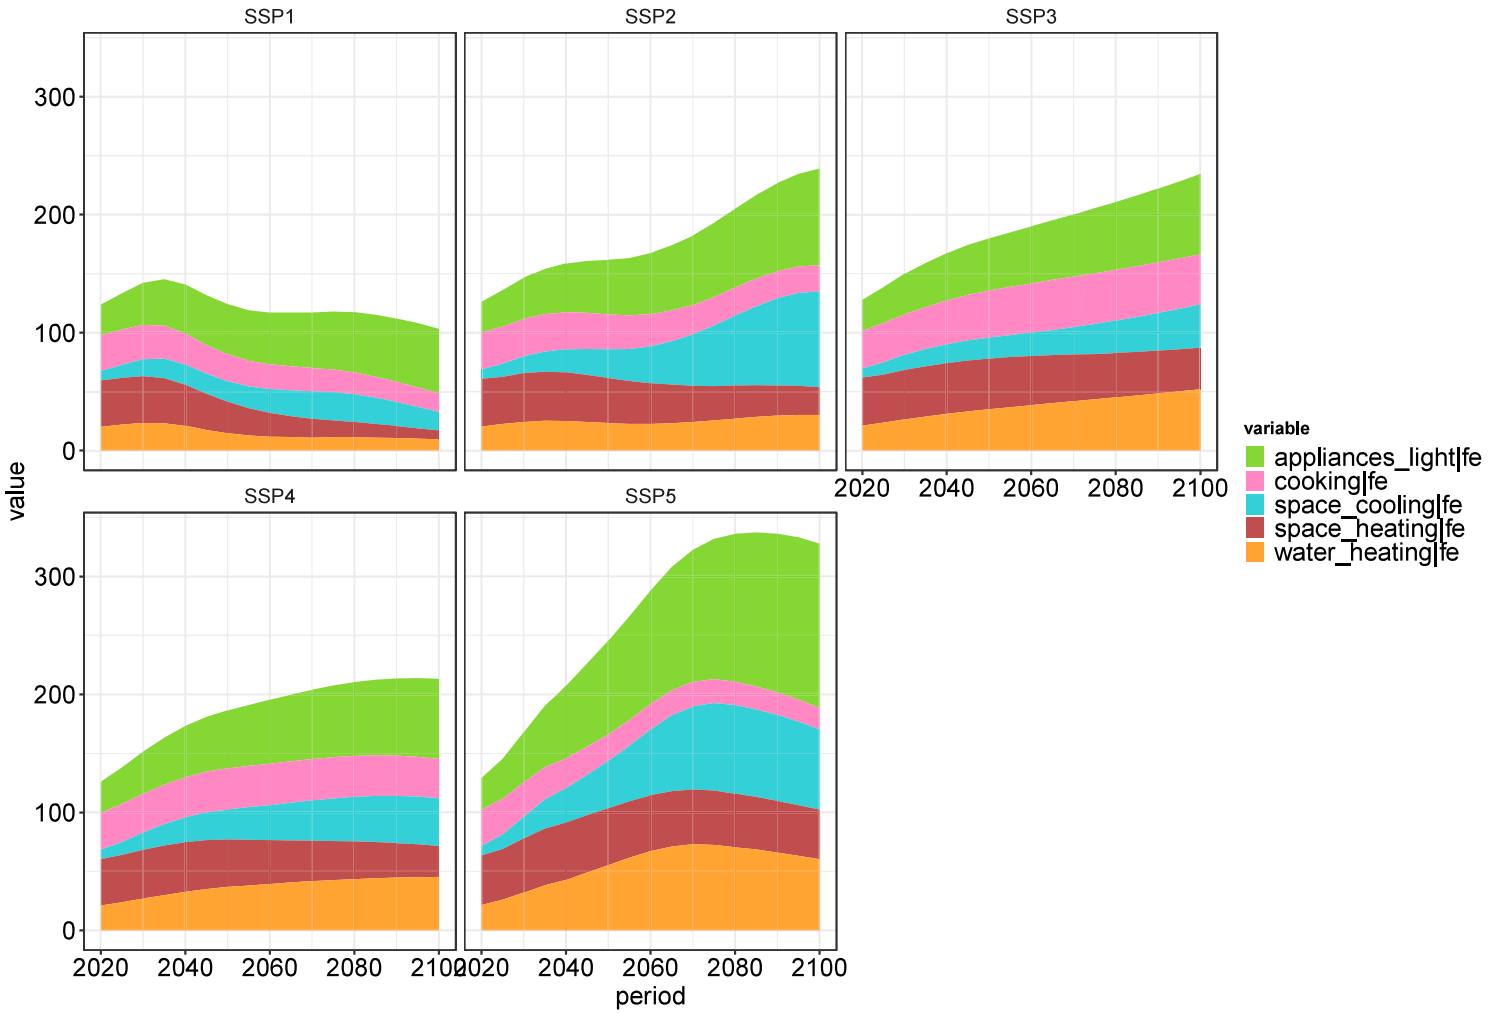 SSP1
SSP2
SSP3
300
200
100
0
2020
2040
2060
2080
2100
SSP4
SSP5
300
200
100
0
2020
2040
2060
2080
2100
2020
2040
2060
2080
2100
value
period
variable
appliances_light|fe
cooking|fe
space_cooling|fe
space_heating|fe
water_heating|fe